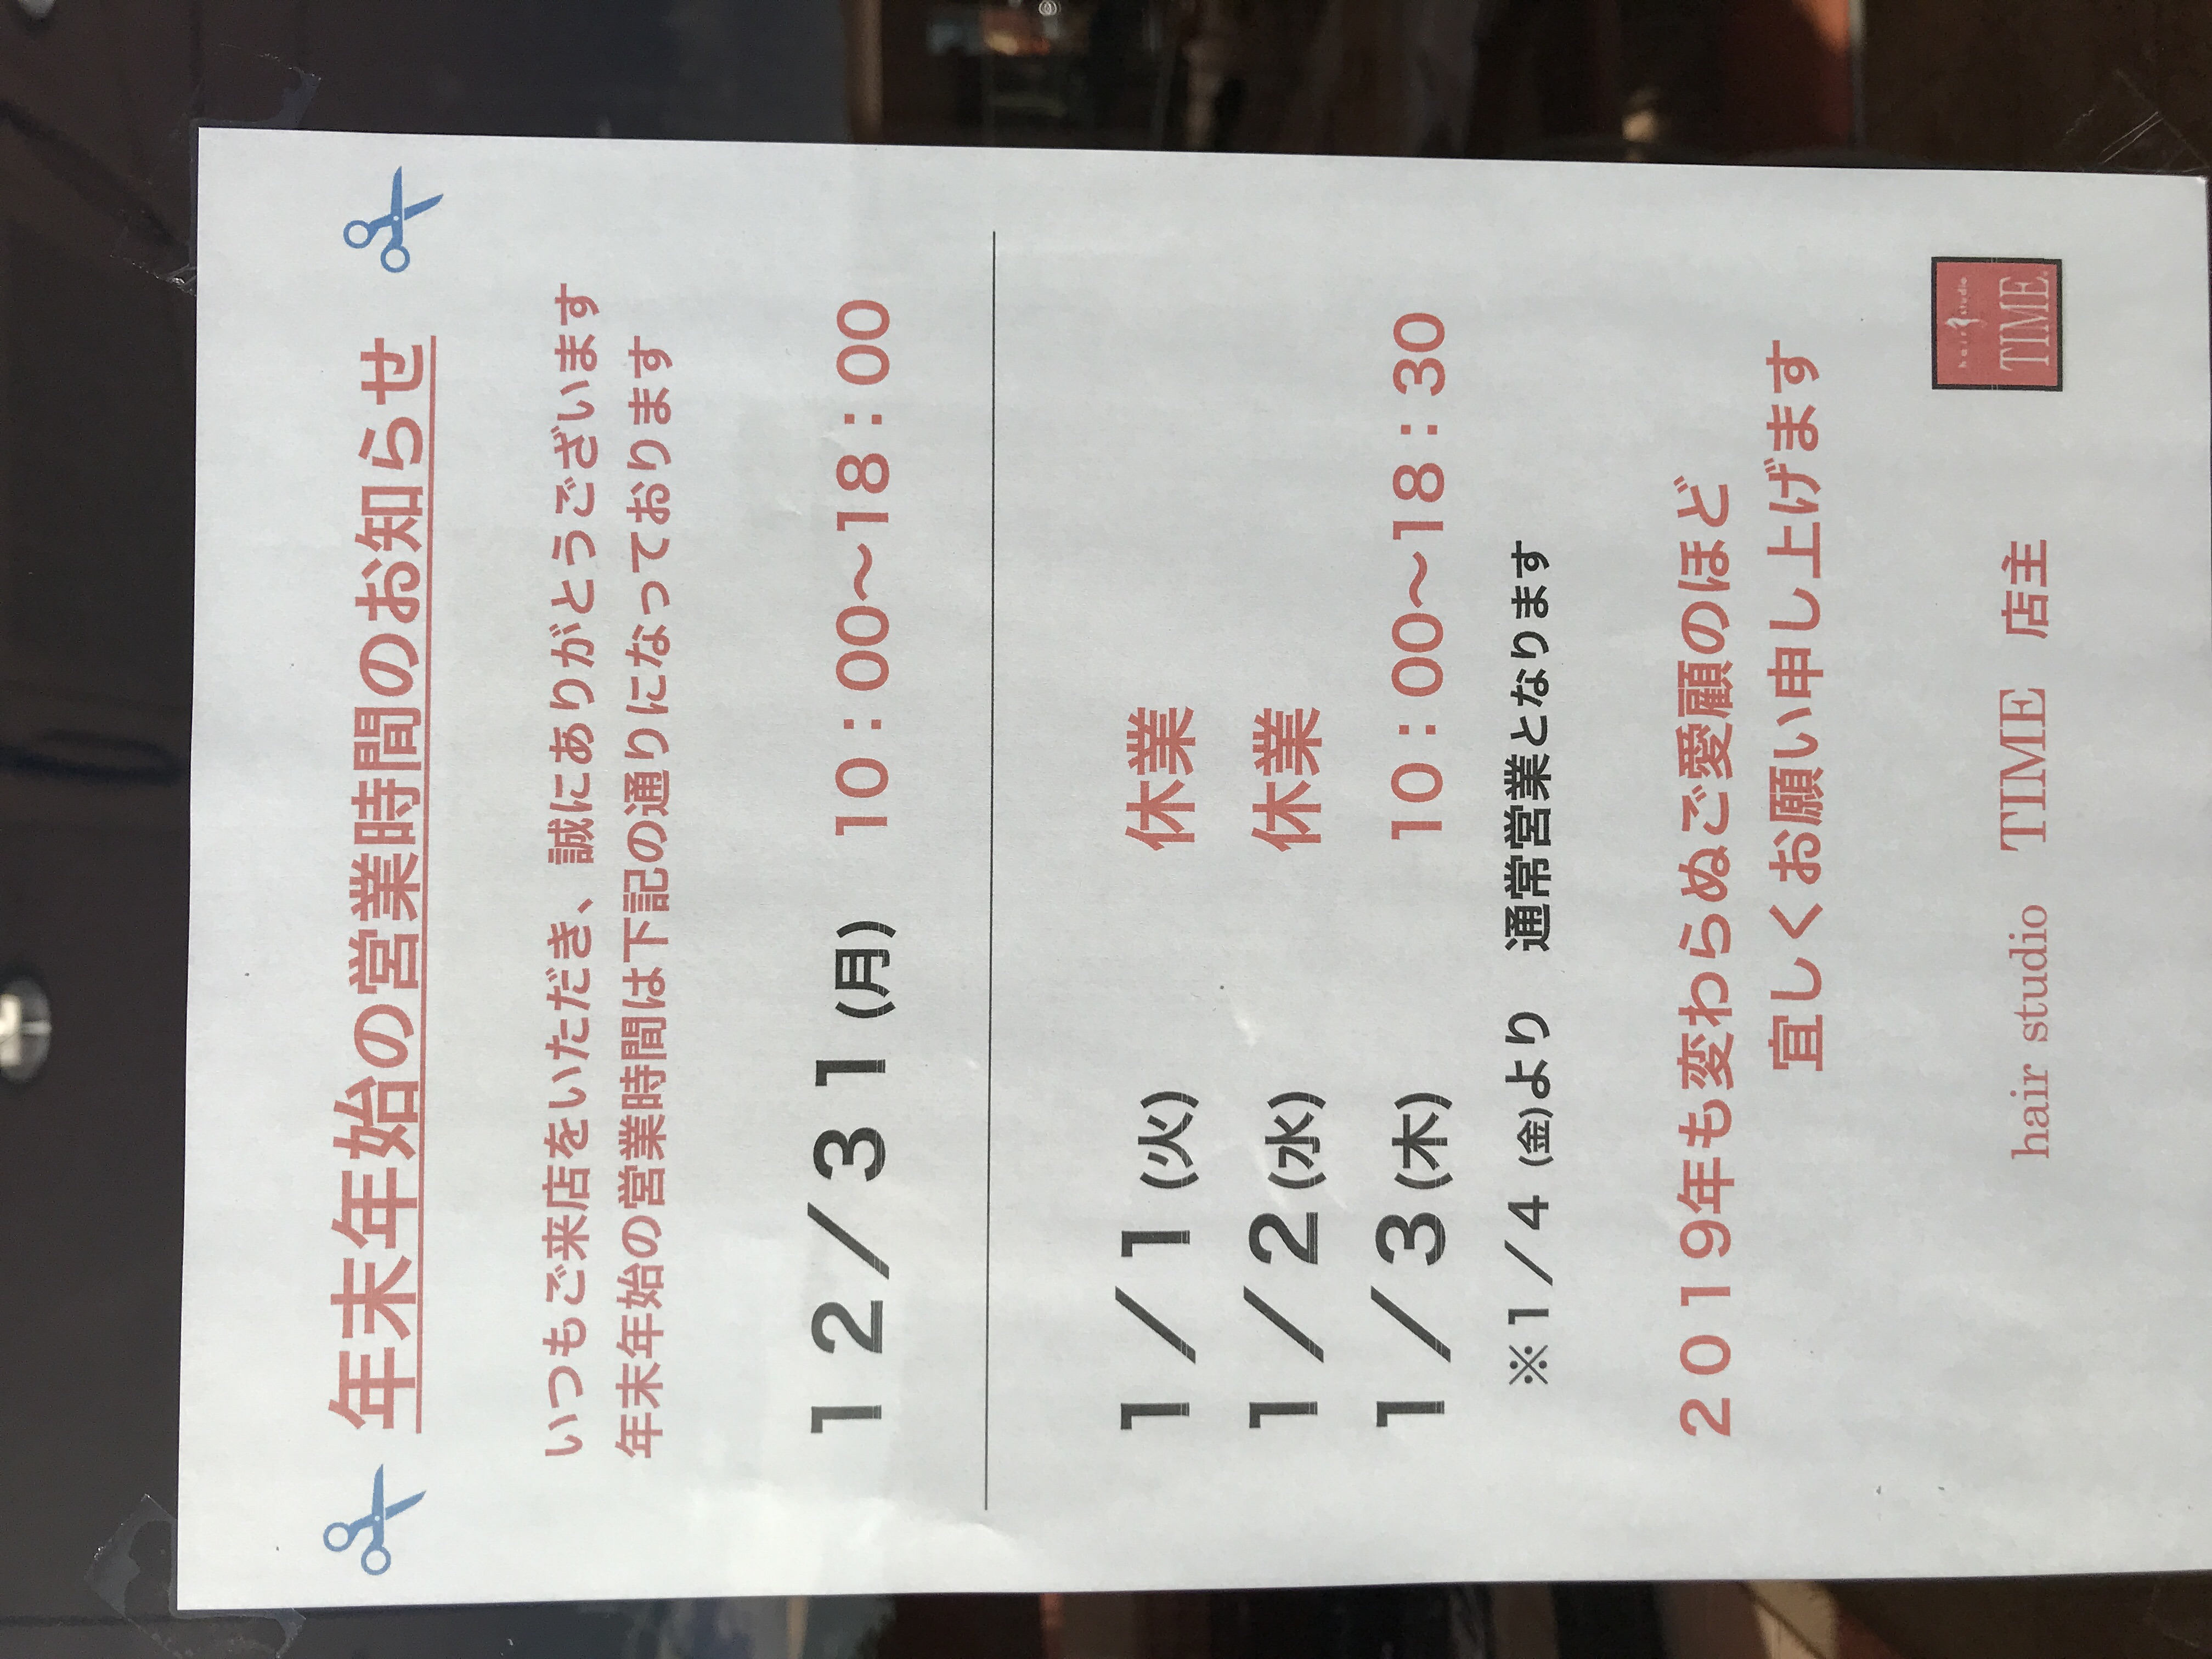 年末年始の営業時間のお知らせ
いつもご来店をいただき、誠にありがとうございます
年末年始の営業時間は下記の通りになっております
１２／３１(月) １０：００〜１８：００
１／１(火) 休業
１／２(水) 休業
１／３(木) １０：００〜１８：３０
※１／４(金)より 通常営業となります
２０１９年も変わらぬご愛顧のほど
宜しくお願い申し上げます
hair studio TIME 店主
hair studio
TIME